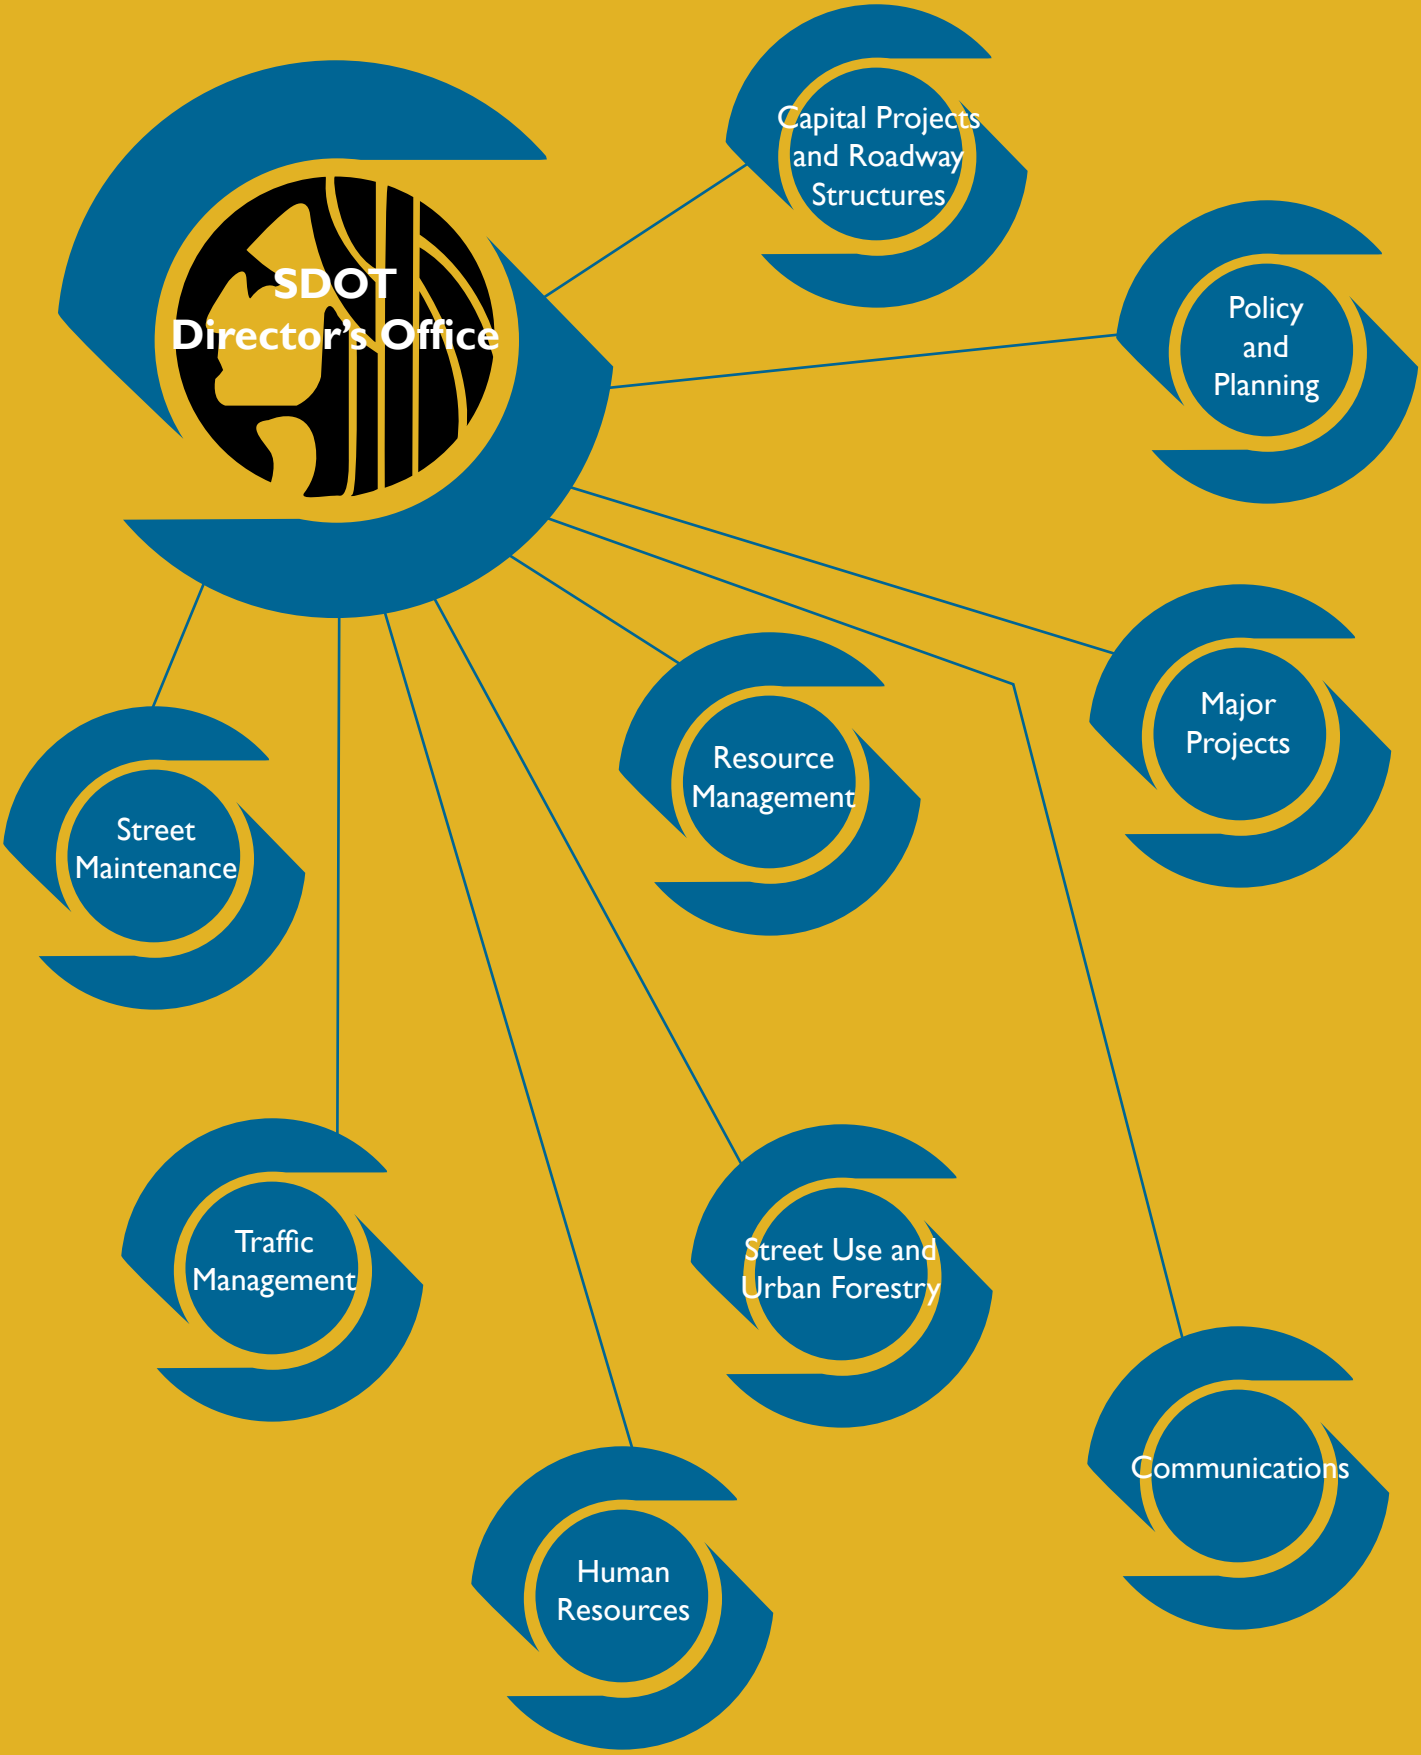 SDOT
Director’s Office
Capital Projects
and Roadway
Structures
Policy
and
Planning
Major
Projects
Resource
Management
Street
Maintenance
Traffic
Management
Street Use and
Urban Forestry
Communications
Human
Resources